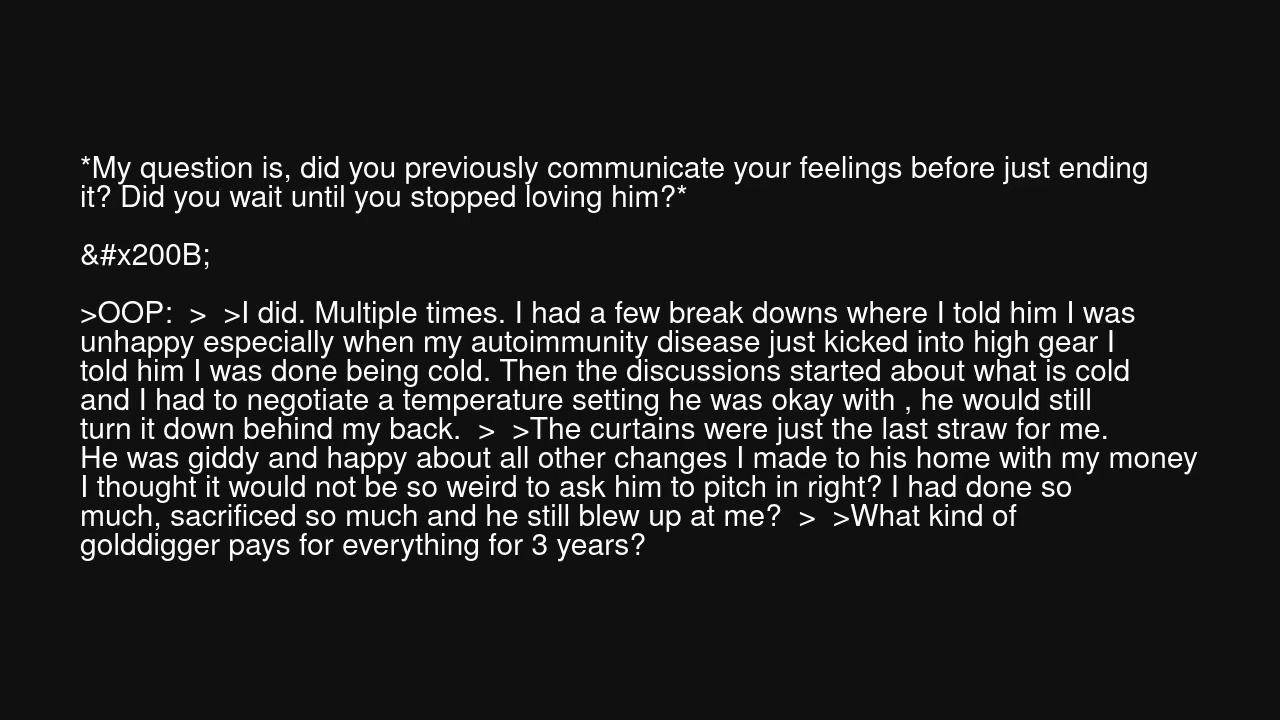 *My question is, did you previously communicate your feelings before just ending
it? Did you wait until you stopped loving him?*
&#x200B;
>OOP:  >  >I did. Multiple times. I had a few break downs where I told him I was
unhappy especially when my autoimmunity disease just kicked into high gear I
told him I was done being cold. Then the discussions started about what is cold
and I had to negotiate a temperature setting he was okay with , he would still
turn it down behind my back.  >  >The curtains were just the last straw for me.
He was giddy and happy about all other changes I made to his home with my money
I thought it would not be so weird to ask him to pitch in right? I had done so
much, sacrificed so much and he still blew up at me?  >  >What kind of
golddigger pays for everything for 3 years?